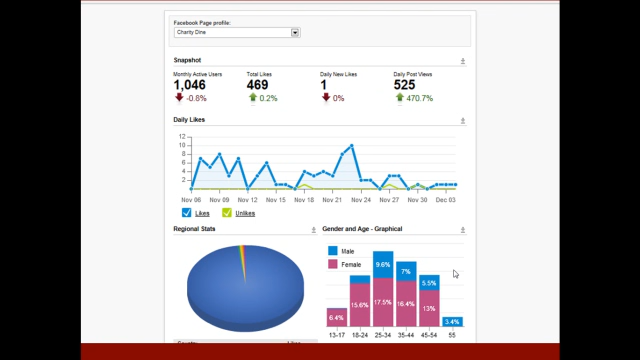 Facebook Page profile:
Charity Dine
Snapshot
Monthly Active Users Total Likes Daily New Likes Daily Post Views
1,046 469 1 525
-0.8% 0.2% 0% 470.7%
Daily Likes
12
10
8
6
4
2
0
Nov 06 Nov 09 Nov 12 Nov 15 Nov 18 Nov 21 Nov 24 Nov 27 Nov 30 Dec 03
Likes Unlikes
Regional Stats Gender and Age - Graphical
Male
Female
9.6% 7% 5.5%
6.4% 15.6% 17.5% 16.4% 13% 3.4%
13-17 18-24 25-34 35-44 45-54 55
Country Likes